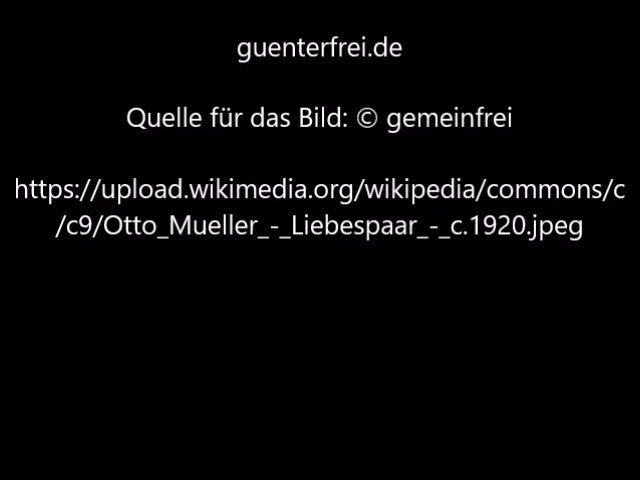 guenterfrei.de
Quelle für das Bild: © gemeinfrei
https://upload.wikimedia.org/wikipedia/commons/c
/c9/Otto_Mueller_-_Liebespaar_-_c.1920.jpeg